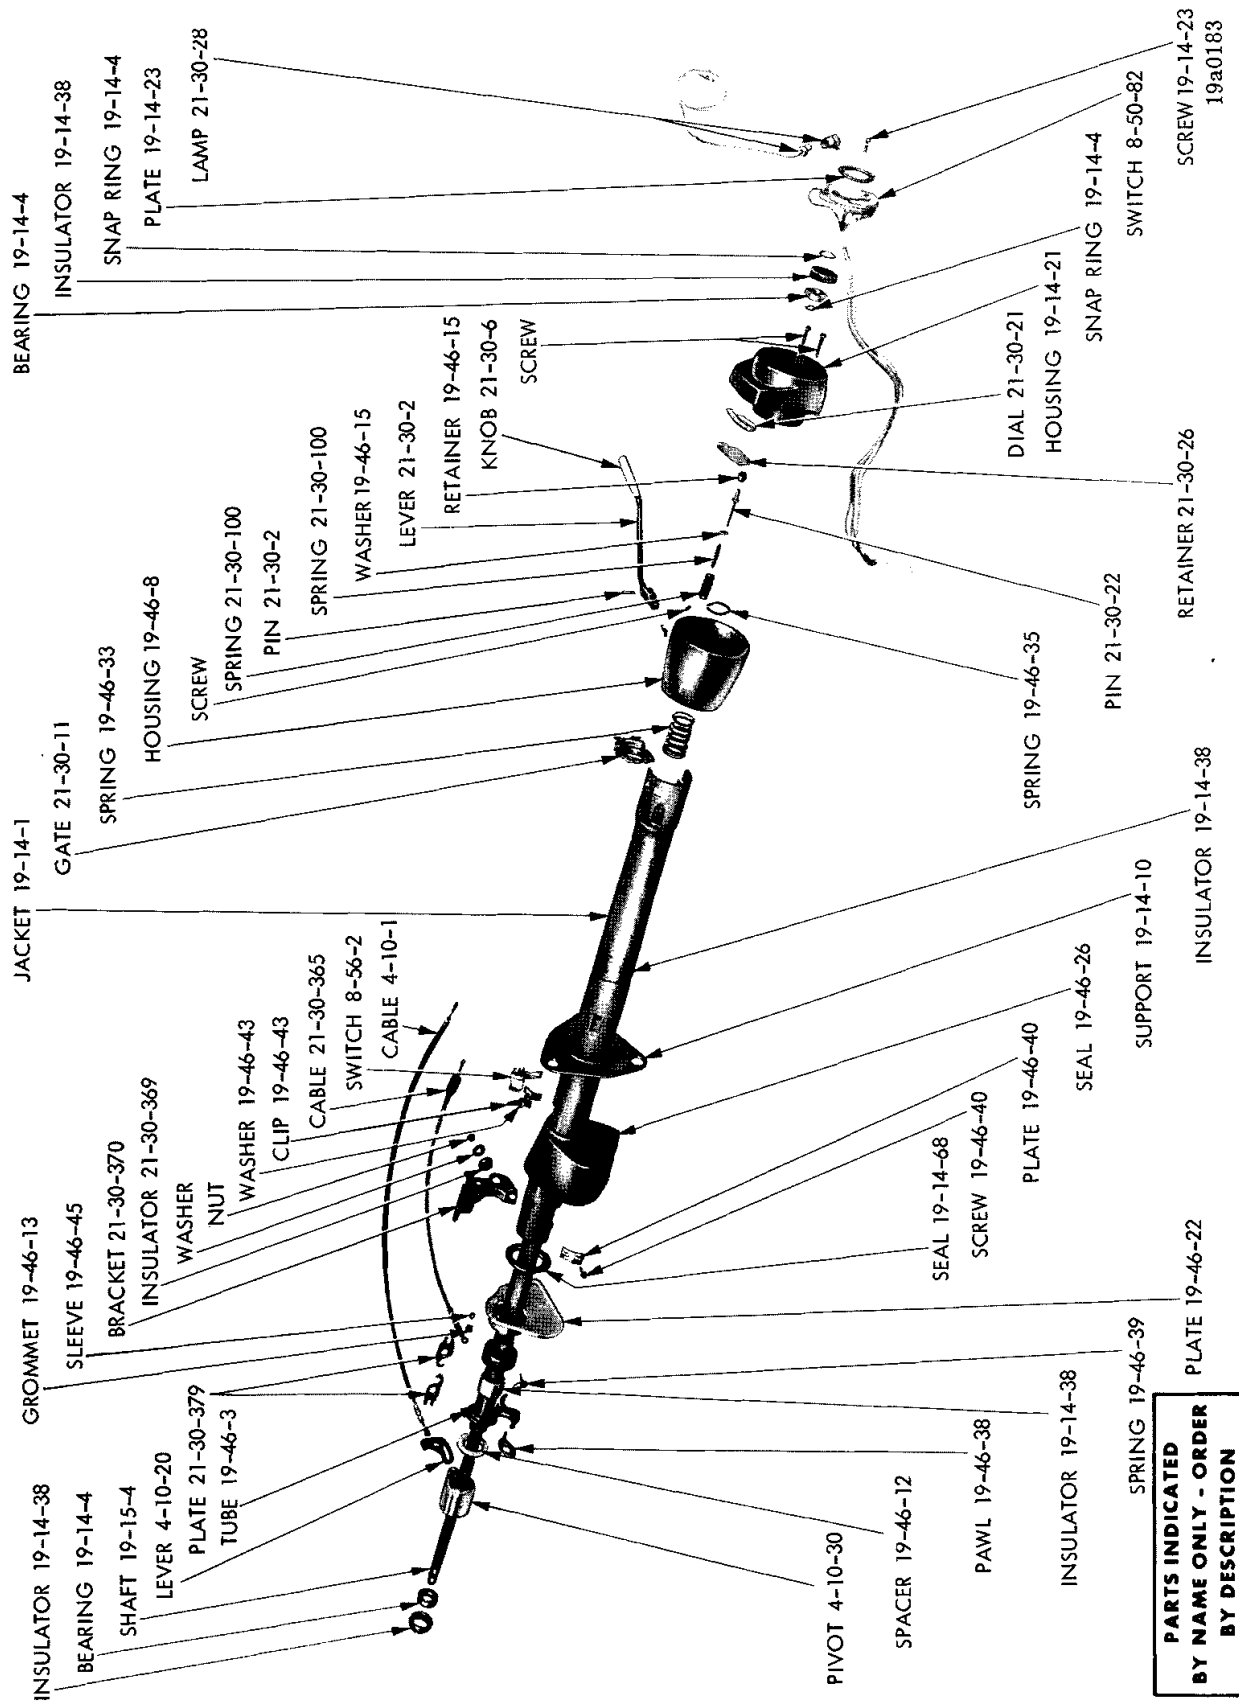 INSULATOR 19-14-38
BEARING 19-14-4
SHAFT 19-15-4
LEVER 4-10-20
PLATE 21-30-379
TUBE 19-46-3
GROMMET 19-46-13
SLEEVE 19-46-45
BRACKET 21-30-370
INSULATOR 21-30-369
WASHER
NUT
WASHER 19-46-43
CLIP 19-46-43
CABLE 21-30-365
SWITCH 8-56-2
CABLE 4-10-1
JACKET 19-14-1
GATE 21-30-11
SPRING 19-46-33
HOUSING 19-46-8
SCREW
SPRING 21-30-100
PIN 21-30-2
SPRING 21-30-100
WASHER 19-46-15
LEVER 21-30-2
RETAINER 19-46-15
KNOB 21-30-6
SCREW
BEARING 19-14-4
INSULATOR 19-14-38
SNAP RING 19-14-4
PLATE 19-14-23
LAMP 21-30-28
PIVOT 4-10-30
SPACER 19-46-12
PAWL 19-46-38
INSULATOR 19-14-38
SPRING 19-46-39
PLATE 19-46-22
SEAL 19-14-68
SCREW 19-46-40
PLATE 19-46-40
SEAL 19-46-26
SUPPORT 19-14-10
INSULATOR 19-14-38
SPRING 19-46-35
PIN 21-30-22
RETAINER 21-30-26
DIAL 21-30-21
HOUSING 19-14-21
SNAP RING 19-14-4
SWITCH 8-50-82
SCREW 19-14-23
19a0183
PARTS INDICATED
BY NAME ONLY - ORDER
BY DESCRIPTION